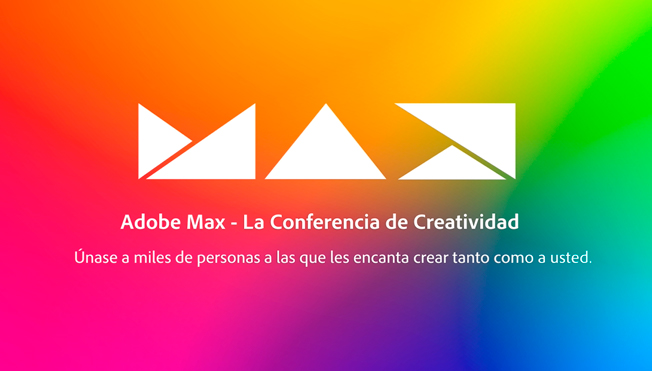 MAX
Adobe Max - La Conferencia de Creatividad
Únase a miles de personas a las que les encanta crear tanto como a usted.